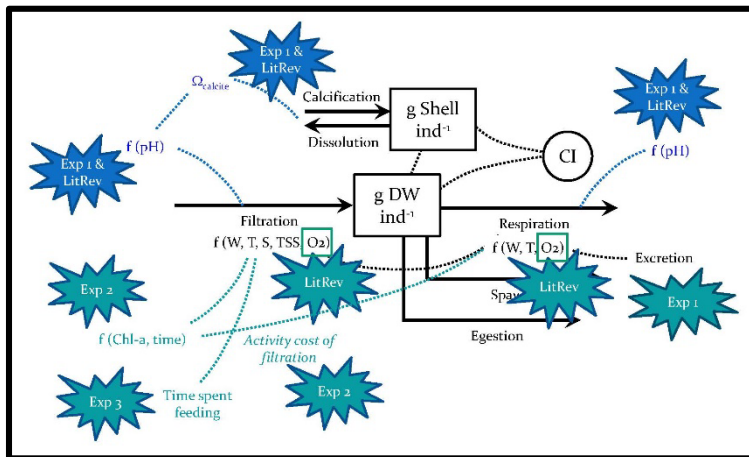 Exp 1 &
LitRev
Ωcalcite
Calcification
Dissolution
g Shell
ind⁻¹
Exp 1 &
LitRev
CI
f (pH)
Exp 1 &
LitRev
f (pH)
g DW
ind⁻¹
Filtration
f (W, T, S, TSS, O2)
Respiration
f (W, T, O2)
Excretion
Exp 2
LitRev
LitRev
Exp 1
Egestion
f (Chl-a, time)
Activity cost of
filtration
Exp 3
Time spent
feeding
Exp 2